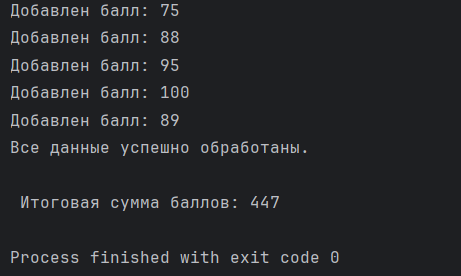 Добавлен балл: 75
Добавлен балл: 88
Добавлен балл: 95
Добавлен балл: 100
Добавлен балл: 89
Все данные успешно обработаны.
Итоговая сумма баллов: 447
Process finished with exit code 0